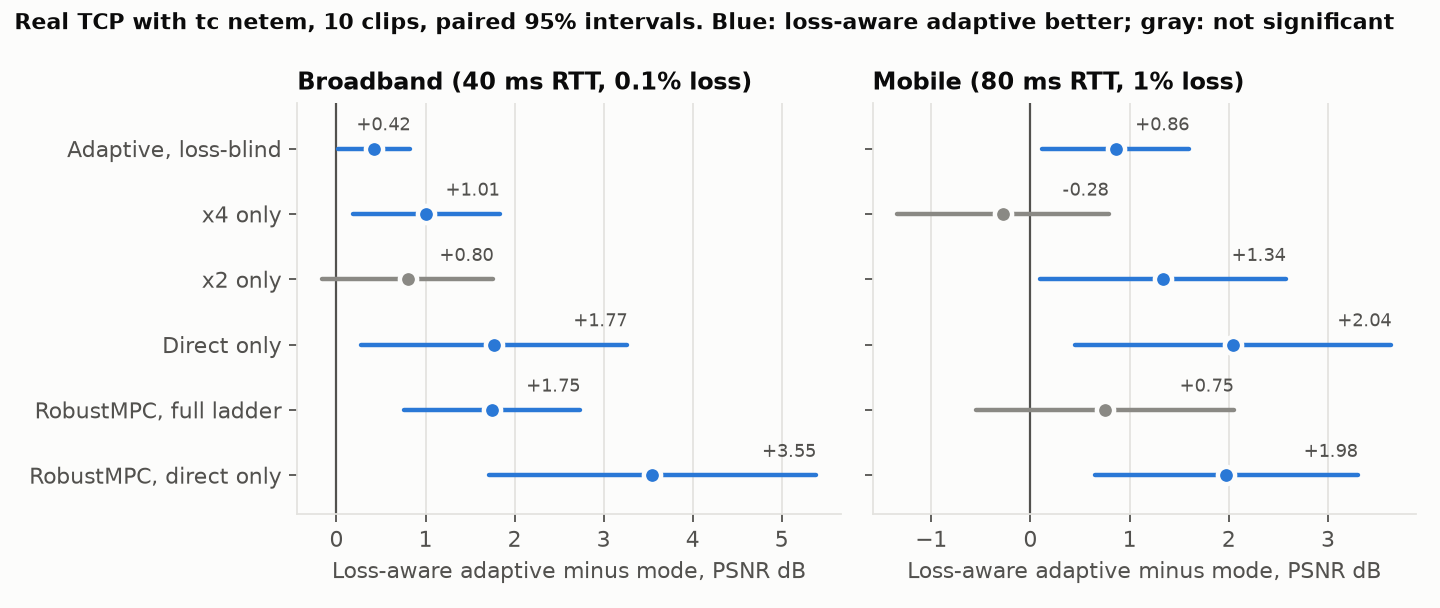 Real TCP with tc netem, 10 clips, paired 95% intervals. Blue: loss-aware adaptive better; gray: not significant
Broadband (40 ms RTT, 0.1% loss)
Mobile (80 ms RTT, 1% loss)
Adaptive, loss-blind
+0.42
+0.86
x4 only
+1.01
-0.28
x2 only
+0.80
+1.34
Direct only
+1.77
+2.04
RobustMPC, full ladder
+1.75
+0.75
RobustMPC, direct only
+3.55
+1.98
0 1 2 3 4 5
−1 0 1 2 3
Loss-aware adaptive minus mode, PSNR dB
Loss-aware adaptive minus mode, PSNR dB